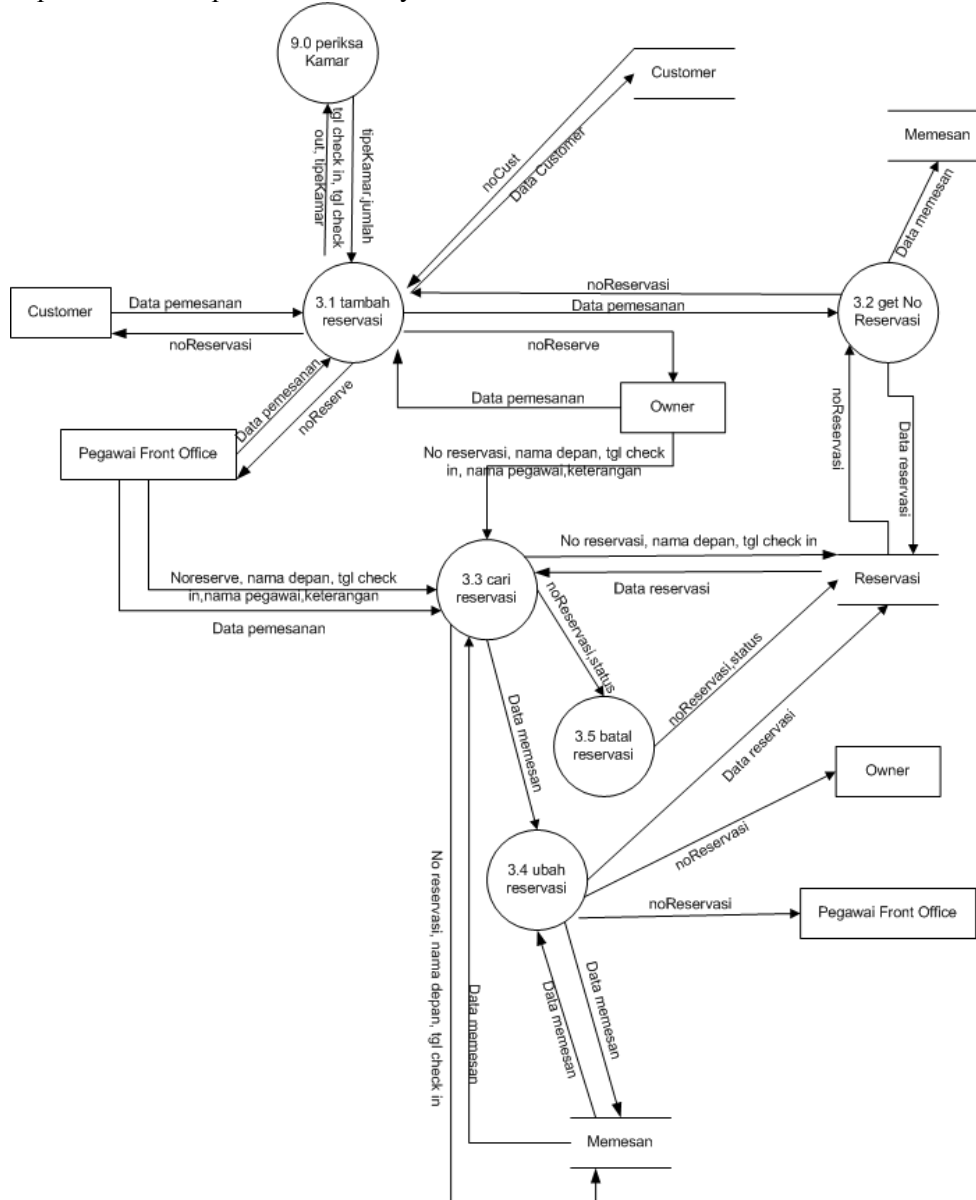 9.0 periksa
Kamar
Customer
Memesan
tgl check in, tgl check
out, tipeKamar
tipeKamar,jumlah
noCust
Data Customer
Data memesan
3.1 tambah
reservasi
3.2 get No
Reservasi
Customer
Data pemesanan
noReservasi
noReservasi
Data pemesanan
noReserve
Data pemesanan
Owner
Data pemesanan
noReserve
Pegawai Front Office
noReservasi
Data reservasi
No reservasi, nama depan, tgl check
in, nama pegawai,keterangan
No reservasi, nama depan, tgl check in
3.3 cari
reservasi
Data reservasi
Reservasi
Noreserve, nama depan, tgl check
in,nama pegawai,keterangan
Data pemesanan
noReservasi,status
noReservasi,status
3.5 batal
reservasi
Data memesan
Data reservasi
Owner
noReservasi
3.4 ubah
reservasi
noReservasi
Pegawai Front Office
No reservasi, nama depan, tgl check in
Data memesan
Data memesan
Data memesan
Memesan